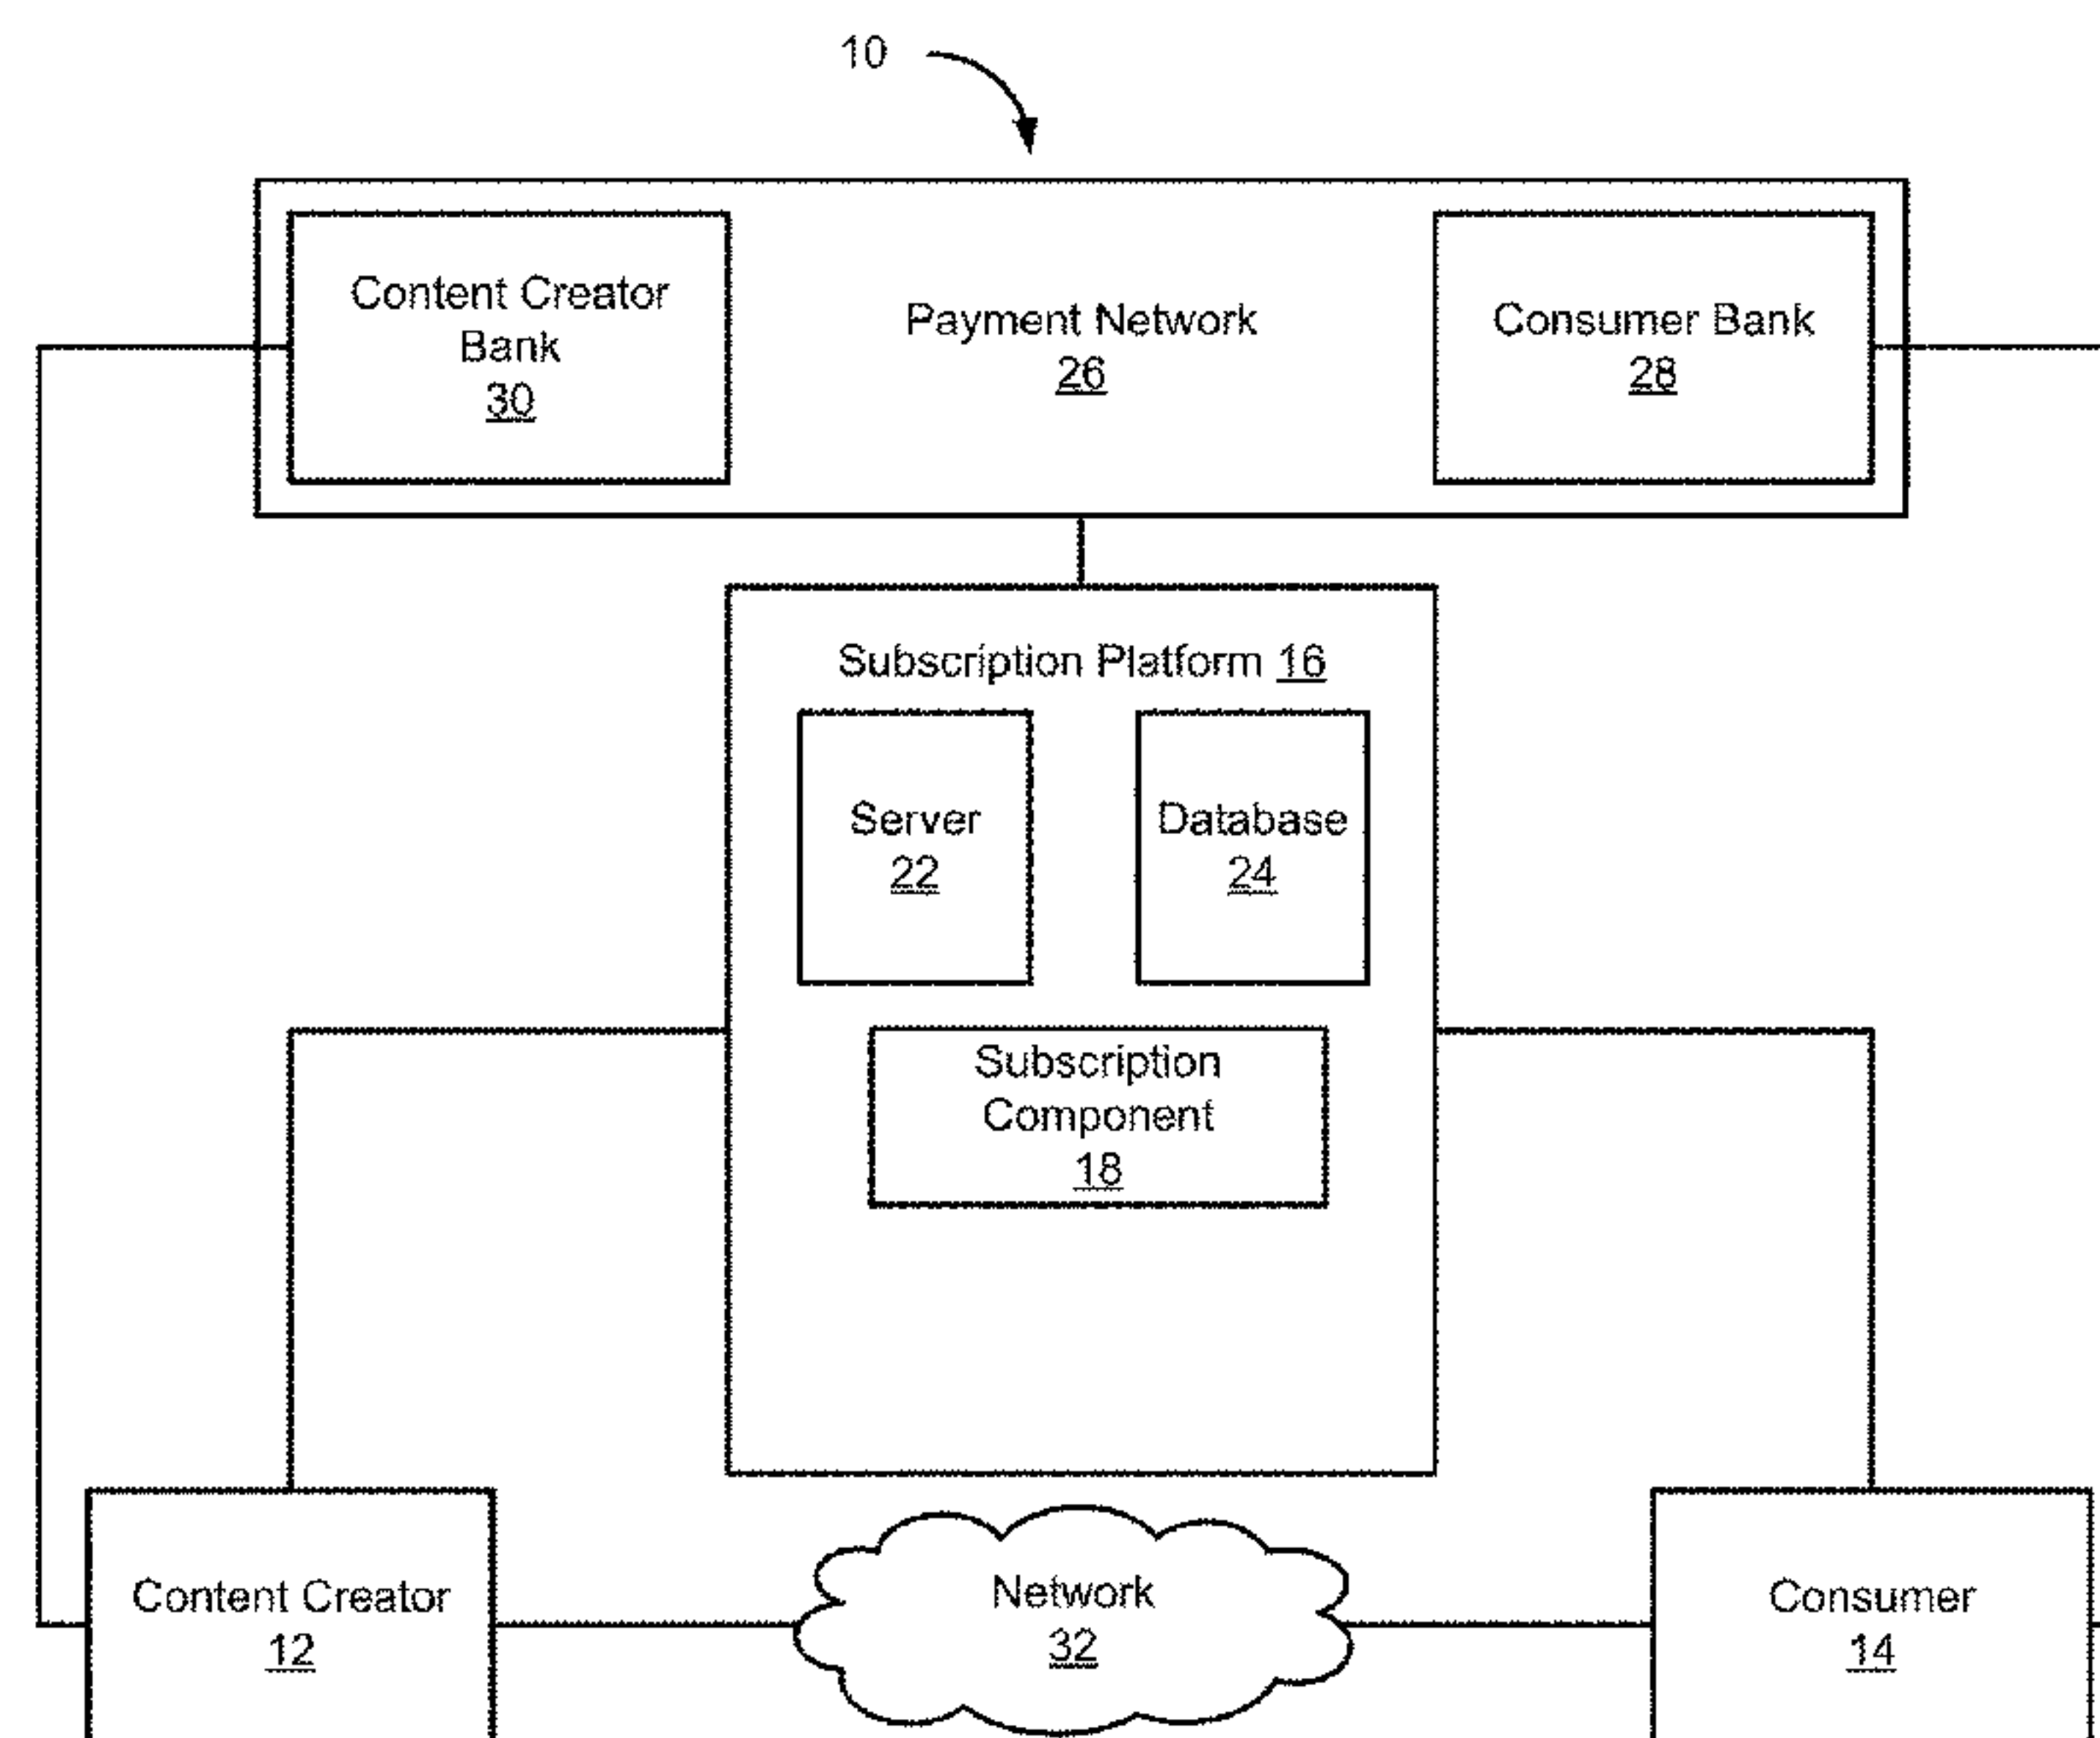 10
Content Creator
Bank
30
Payment Network
26
Consumer Bank
28
Subscription Platform 16
Server
22
Database
24
Subscription
Component
18
Content Creator
12
Network
32
Consumer
14